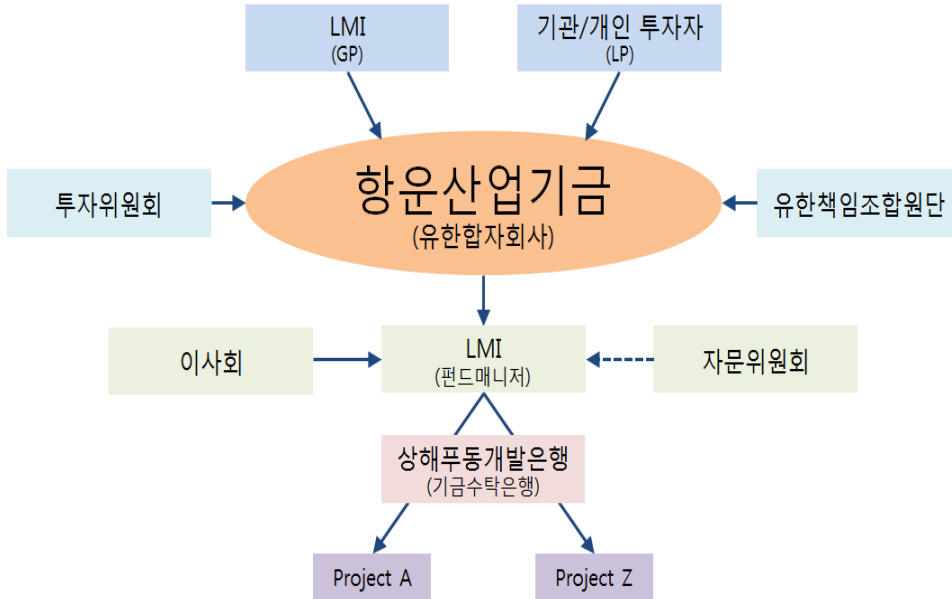 LMI
(GP)
기관/개인 투자자
(LP)
항운산업기금
(유한합자회사)
투자위원회
유한책임조합원단
이사회
LMI
(펀드매니저)
자문위원회
상해푸동개발은행
(기금수탁은행)
Project A
Project Z